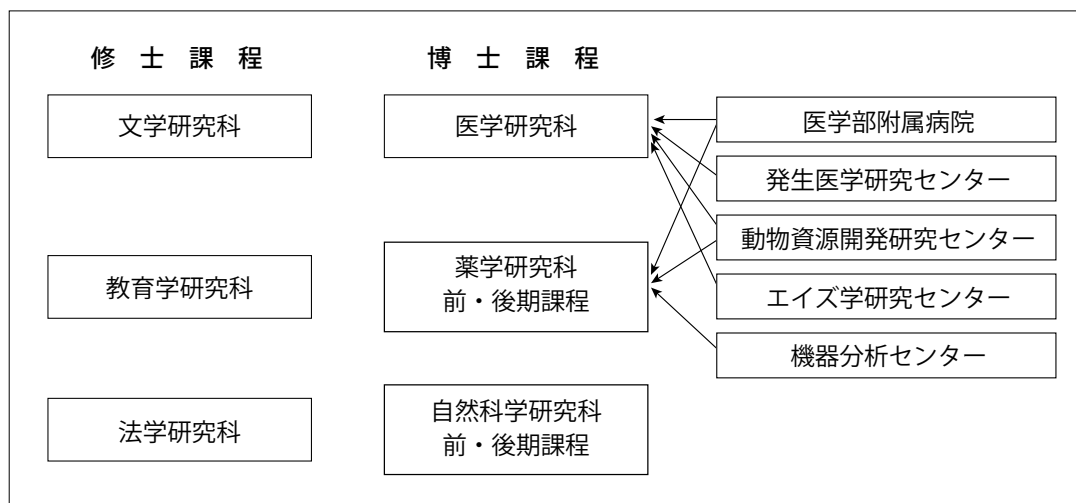 修士課程
文学研究科
教育学研究科
法学研究科
博士課程
医学研究科
薬学研究科
前・後期課程
自然科学研究科
前・後期課程
医学部附属病院
発生医学研究センター
動物資源開発研究センター
エイズ学研究センター
機器分析センター